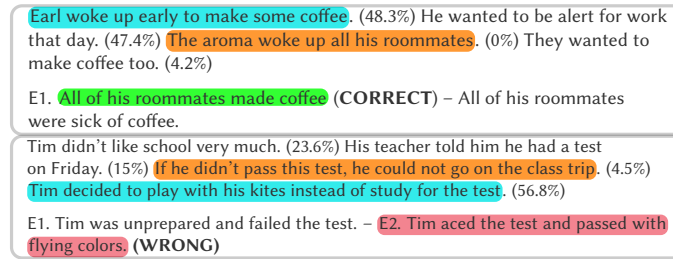 Earl woke up early to make some coffee. (48.3%) He wanted to be alert for work
that day. (47.4%) The aroma woke up all his roommates. (0%) They wanted to
make coffee too. (4.2%)
E1. All of his roommates made coffee (CORRECT) – All of his roommates
were sick of coffee.
Tim didn't like school very much. (23.6%) His teacher told him he had a test
on Friday. (15%) If he didn't pass this test, he could not go on the class trip. (4.5%)
Tim decided to play with his kites instead of study for the test. (56.8%)
E1. Tim was unprepared and failed the test. – E2. Tim aced the test and passed with
flying colors. (WRONG)